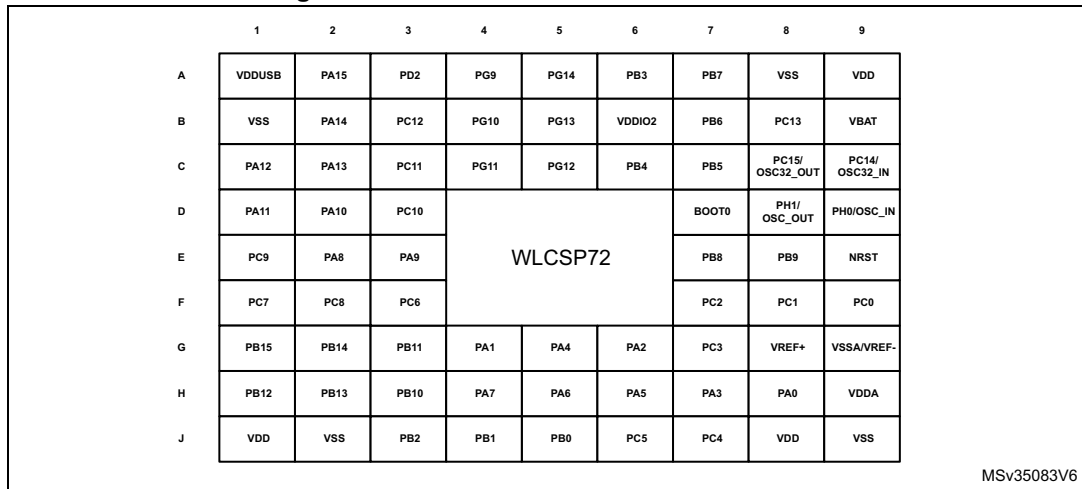 1 2 3 4 5 6 7 8 9
A VDDUSB PA15 PD2 PG9 PG14 PB3 PB7 VSS VDD
B VSS PA14 PC12 PG10 PG13 VDDIO2 PB6 PC13 VBAT
C PA12 PA13 PC11 PG11 PG12 PB4 PB5 PC15/ OSC32_OUT PC14/ OSC32_IN
D PA11 PA10 PC10 BOOT0 PH1/ OSC_OUT PH0/OSC_IN
E PC9 PA8 PA9 WLCSP72 PB8 PB9 NRST
F PC7 PC8 PC6 PC2 PC1 PC0
G PB15 PB14 PB11 PA1 PA4 PA2 PC3 VREF+ VSSA/VREF-
H PB12 PB13 PB10 PA7 PA6 PA5 PA3 PA0 VDDA
J VDD VSS PB2 PB1 PB0 PC5 PC4 VDD VSS
MSv35083V6